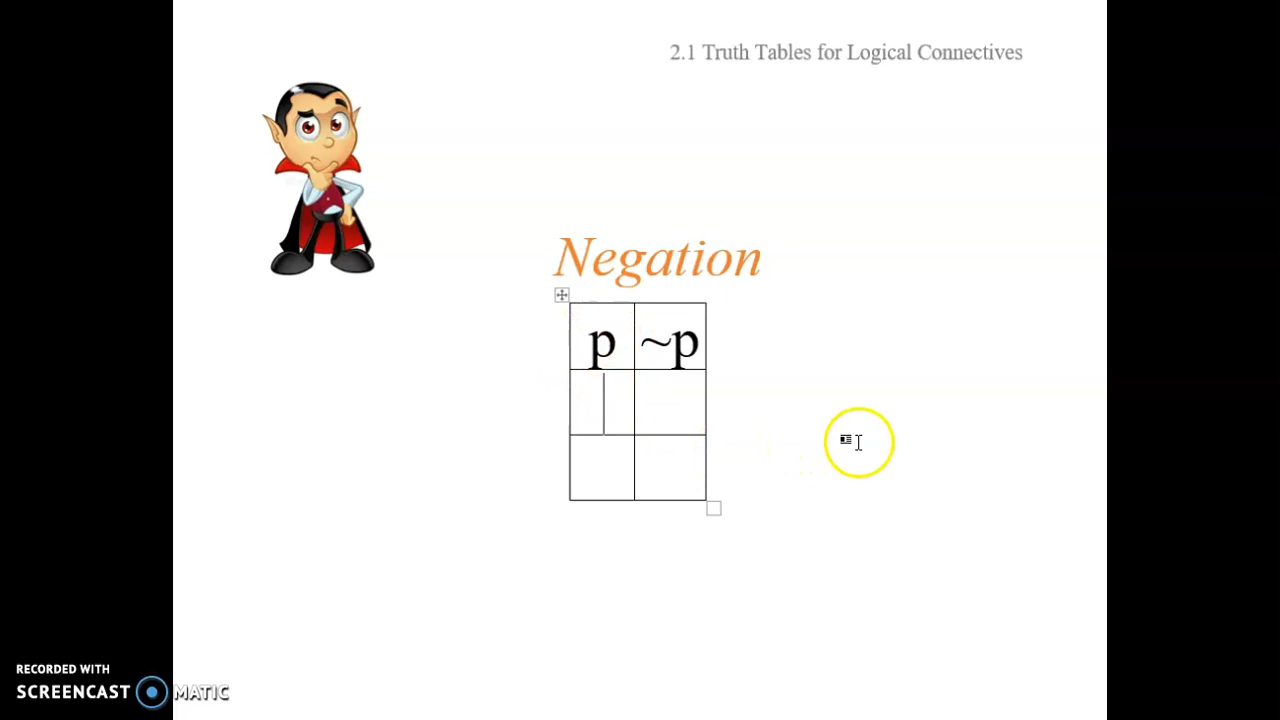 2.1 Truth Tables for Logical Connectives
Negation
p ~p
RECORDED WITH
SCREENCAST MATIC